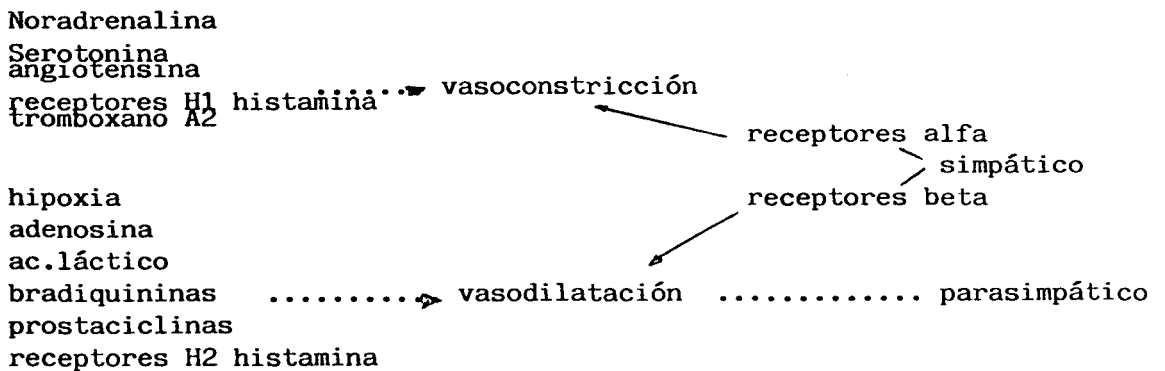 Noradrenalina
Serotonina
angiotensina
receptores H1 histamina ......► vasoconstricción
tromboxano A2
receptores alfa
simpático
receptores beta
hipoxia
adenosina
ac.láctico
bradiquininas ..........► vasodilatación ............. parasimpático
prostaciclinas
receptores H2 histamina